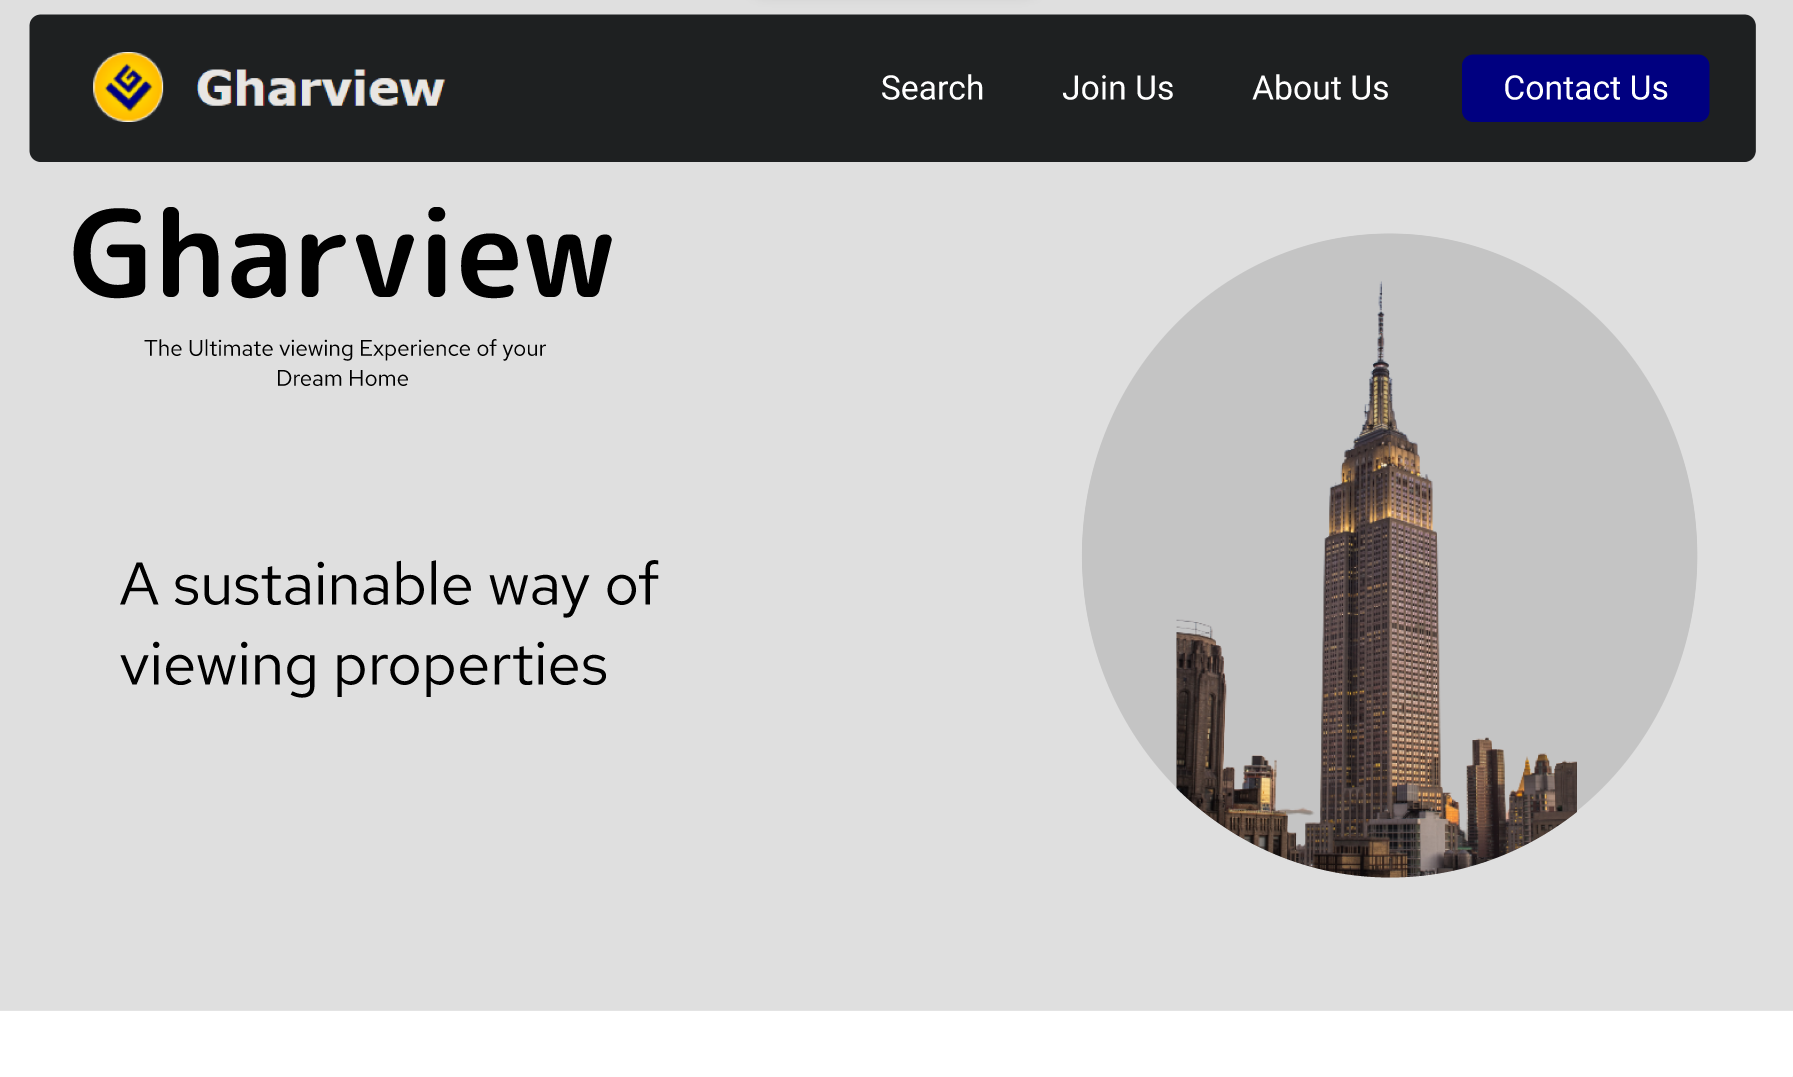 Gharview
Search
Join Us
About Us
Contact Us
Gharview
The Ultimate viewing Experience of your
Dream Home
A sustainable way of
viewing properties